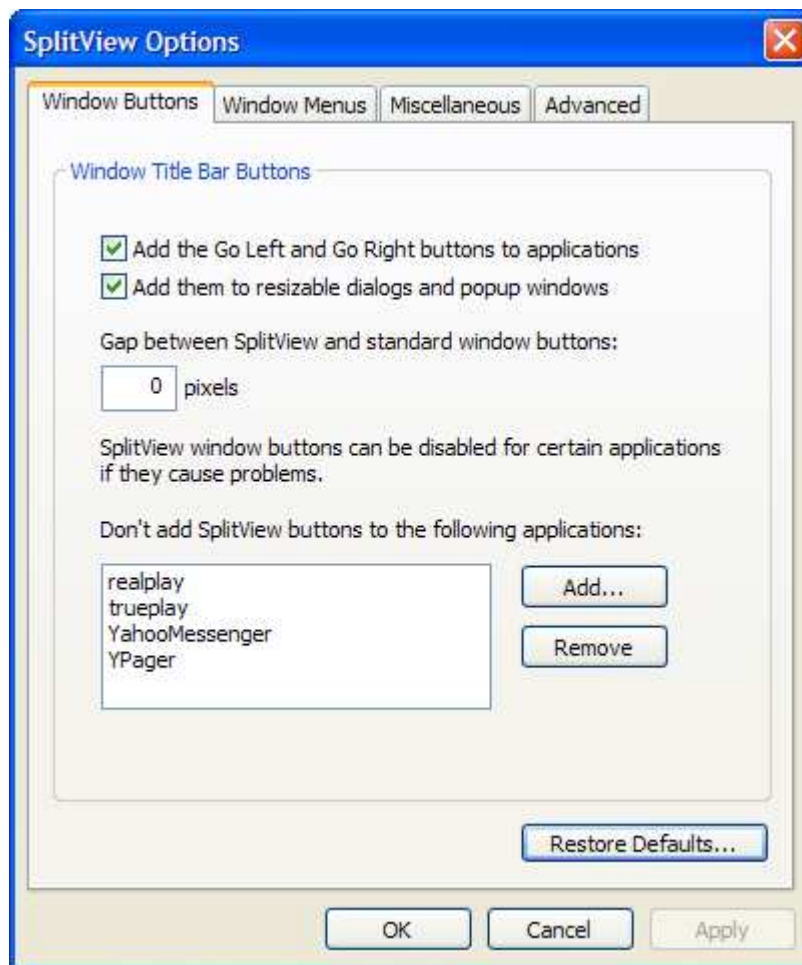 SplitView Options
Window Buttons
Window Menus
Miscellaneous
Advanced
Window Title Bar Buttons
Add the Go Left and Go Right buttons to applications
Add them to resizable dialogs and popup windows
Gap between SplitView and standard window buttons:
0 pixels
SplitView window buttons can be disabled for certain applications
if they cause problems.
Don't add SplitView buttons to the following applications:
realplay
trueplay
YahooMessenger
YPager
Add...
Remove
Restore Defaults...
OK
Cancel
Apply